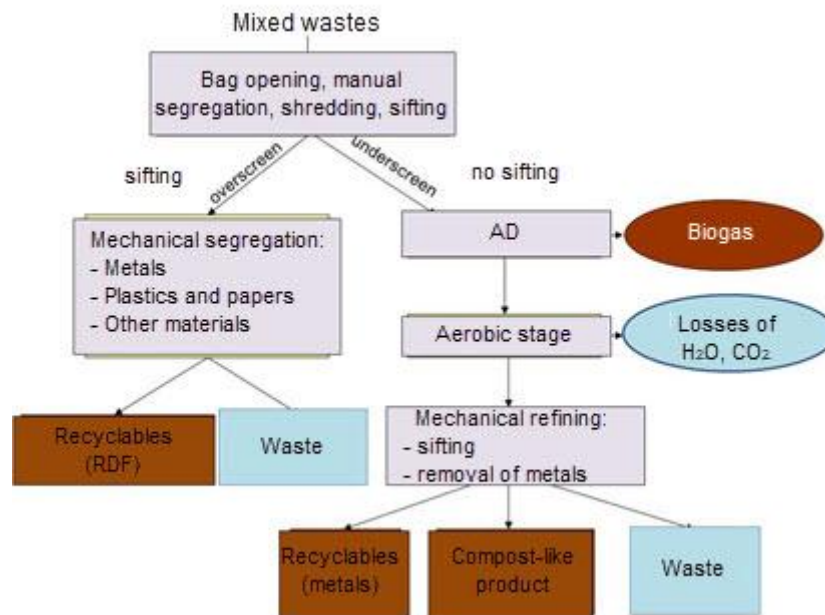 Mixed wastes
Bag opening, manual
segregation, shredding, sifting
sifting
overscreen
underscreen
no sifting
Mechanical segregation:
- Metals
- Plastics and papers
- Other materials
AD
Biogas
Aerobic stage
Losses of
H₂O, CO₂
Recyclables
(RDF)
Waste
Mechanical refining:
- sifting
- removal of metals
Recyclables
(metals)
Compost-like
product
Waste